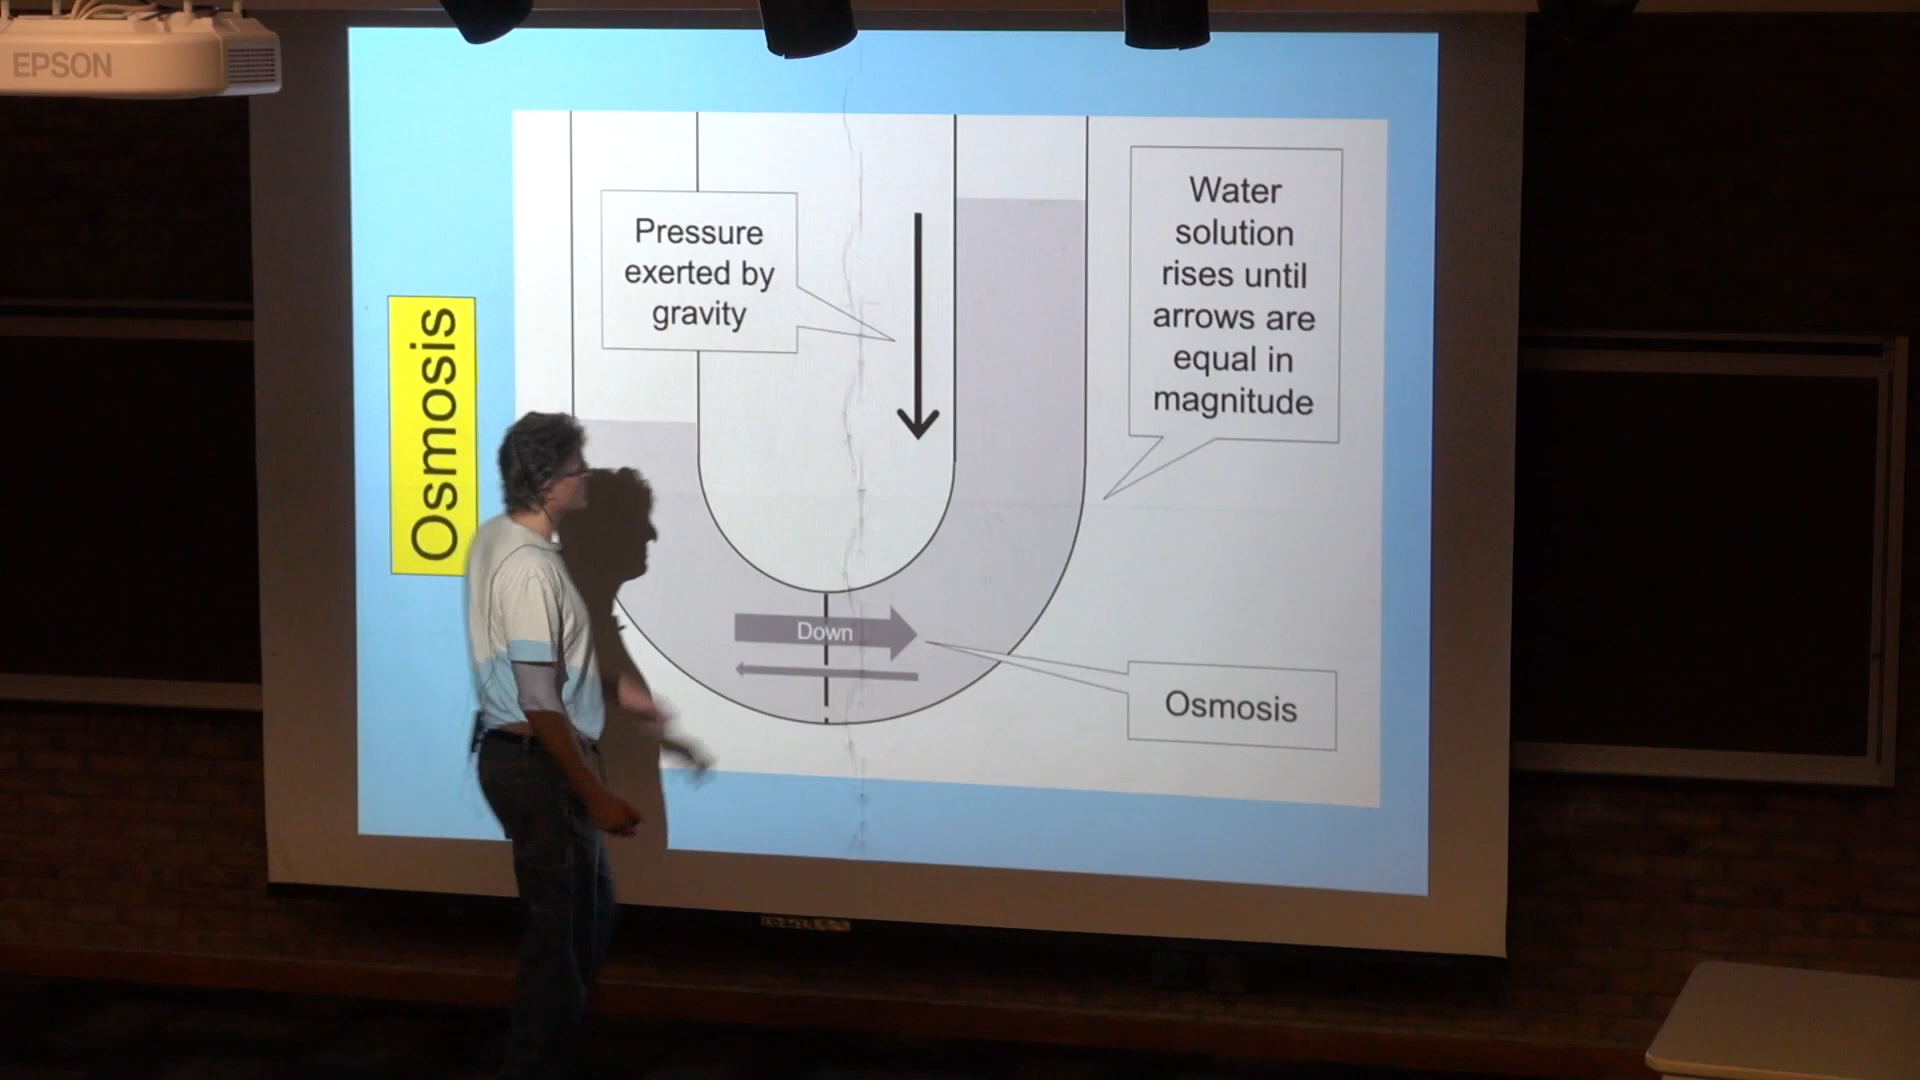 EPSON
Osmosis
Pressure
exerted by
gravity
Water
solution
rises until
arrows are
equal in
magnitude
Down
Osmosis